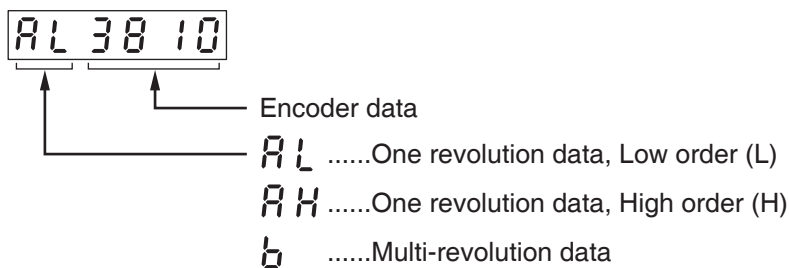 AL 3810
Encoder data
AL ......One revolution data, Low order (L)
AH ......One revolution data, High order (H)
b ......Multi-revolution data